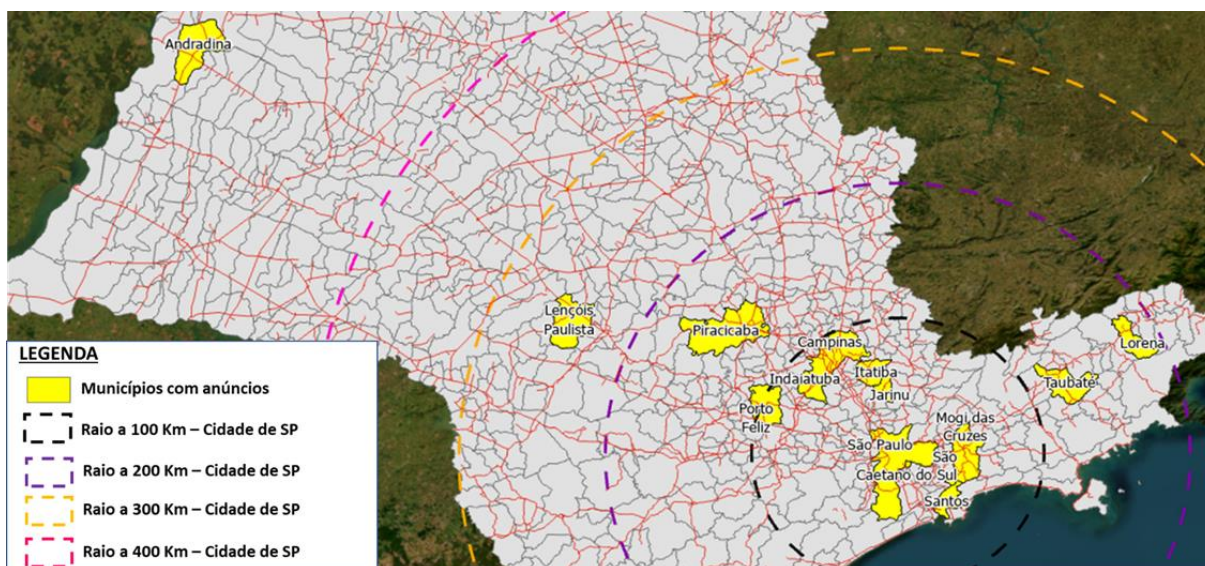 Andradina
Lençóis
Paulista
Piracicaba
Campinas
Indaiatuba
Itatiba
Jarinu
Porto
Feliz
Lorena
Taubaté
Mogi das
Cruzes
São Paulo
São
Caetano do Sul
Santos
LEGENDA
Municípios com anúncios
Raio a 100 Km – Cidade de SP
Raio a 200 Km – Cidade de SP
Raio a 300 Km – Cidade de SP
Raio a 400 Km – Cidade de SP